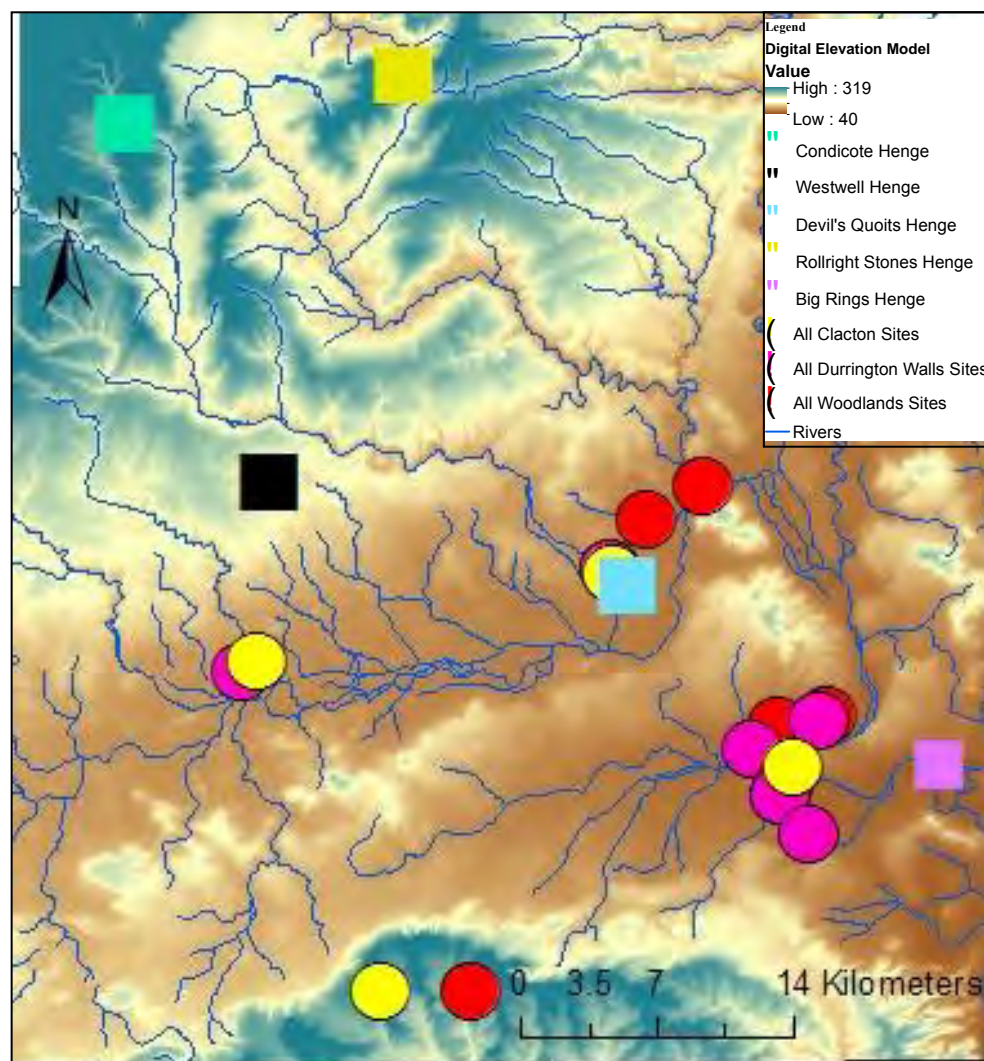 Legend
Digital Elevation Model
Value
High : 319
Low : 40
" Condicote Henge
" Westwell Henge
" Devil's Quoits Henge
" Rollright Stones Henge
" Big Rings Henge
( All Clacton Sites
( All Durrington Walls Sites
( All Woodlands Sites
Rivers
N
0 3.5 7 14 Kilometers